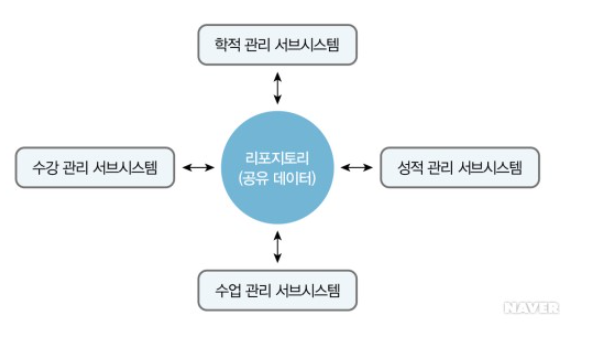 학적 관리 서브시스템
수강 관리 서브시스템
리포지토리
(공유 데이터)
성적 관리 서브시스템
수업 관리 서브시스템
NAVER